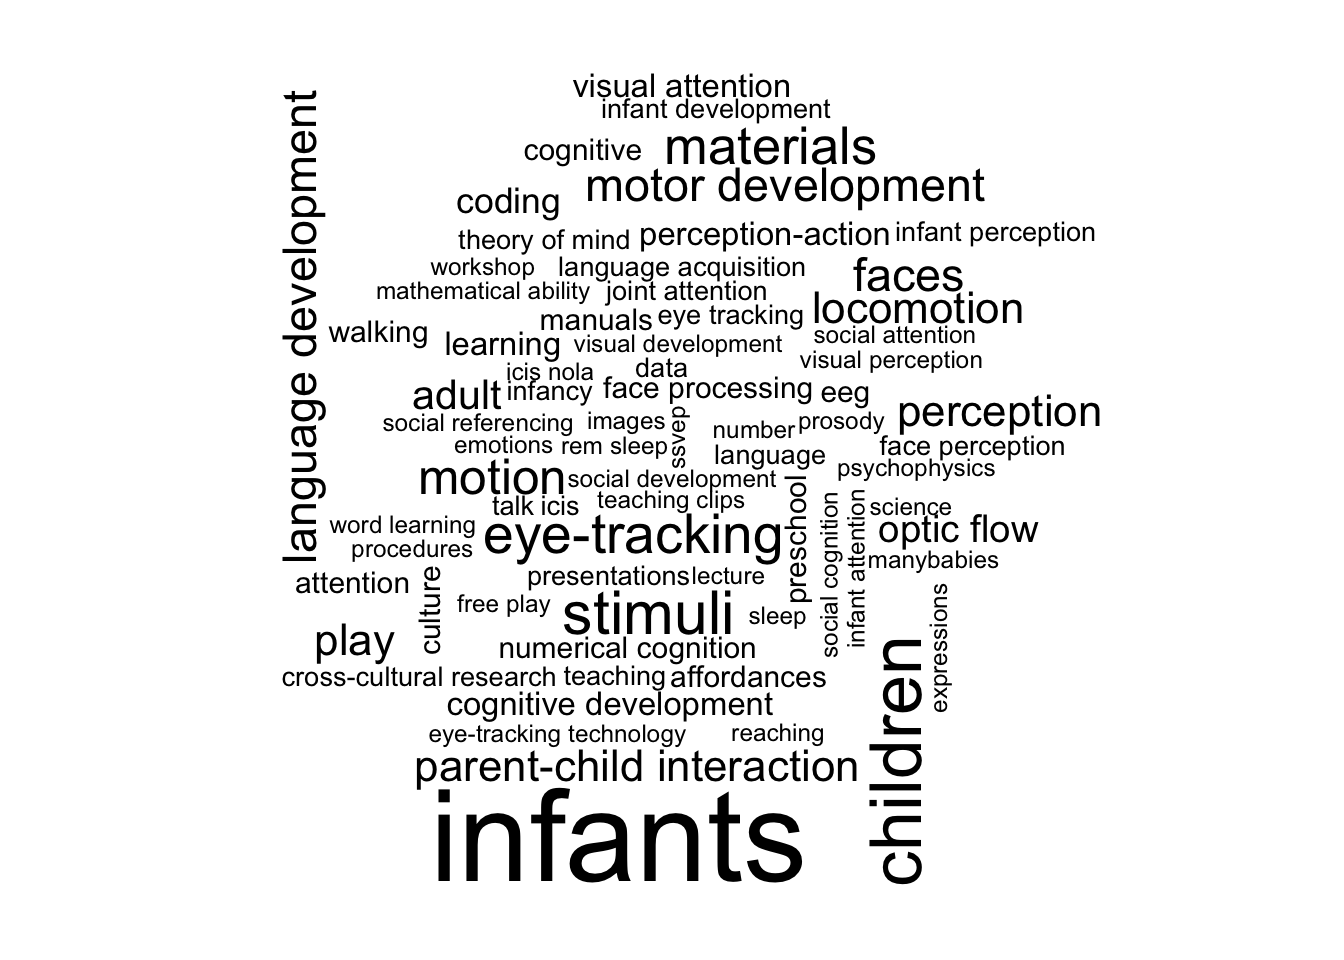 visual attention
infant development
cognitive
materials
motor development
coding
theory of mind
perception-action
infant perception
workshop
language acquisition
faces
mathematical ability
joint attention
locomotion
walking
manuals
eye tracking
social attention
learning
visual development
visual perception
icis nola
data
adult
infancy
face processing
eeg
perception
social referencing
images
ssvep
number
prosody
emotions
rem sleep
language
face perception
motion
social development
psychophysics
talk icis
teaching clips
preschool
science
language development
word learning
eye-tracking
social cognition
infant attention
optic flow
procedures
manybabies
attention
culture
presentations
lecture
free play
stimuli
sleep
expressions
play
numerical cognition
cross-cultural research
teaching
affordances
cognitive development
eye-tracking technology
reaching
parent-child interaction
children
infants